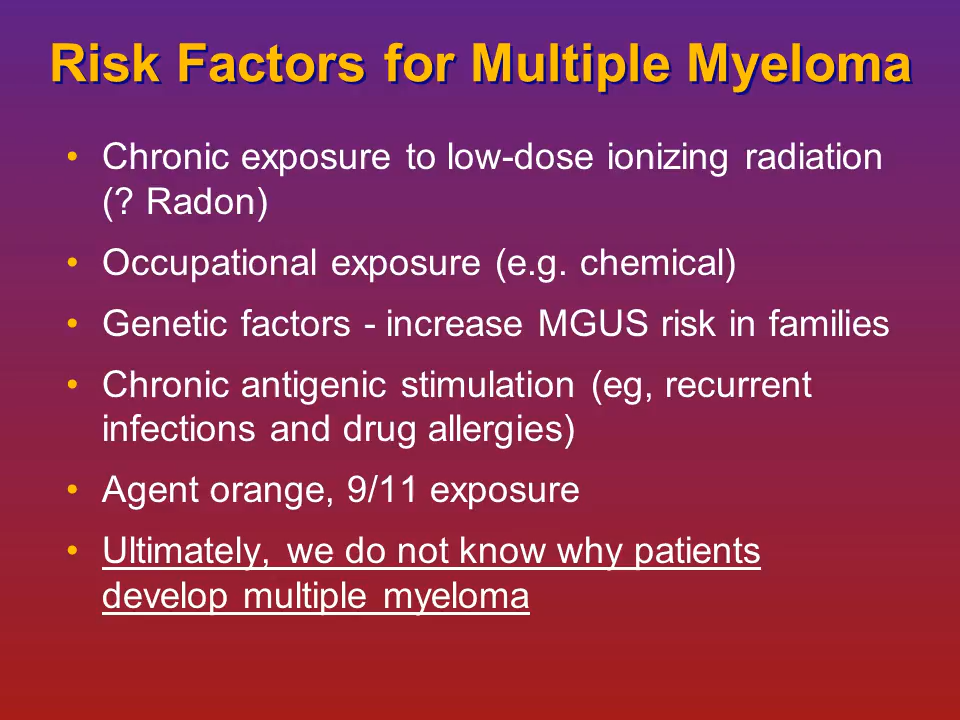 Risk Factors for Multiple Myeloma
• Chronic exposure to low-dose ionizing radiation
(? Radon)
• Occupational exposure (e.g. chemical)
• Genetic factors - increase MGUS risk in families
• Chronic antigenic stimulation (eg, recurrent
infections and drug allergies)
• Agent orange, 9/11 exposure
• Ultimately, we do not know why patients
develop multiple myeloma